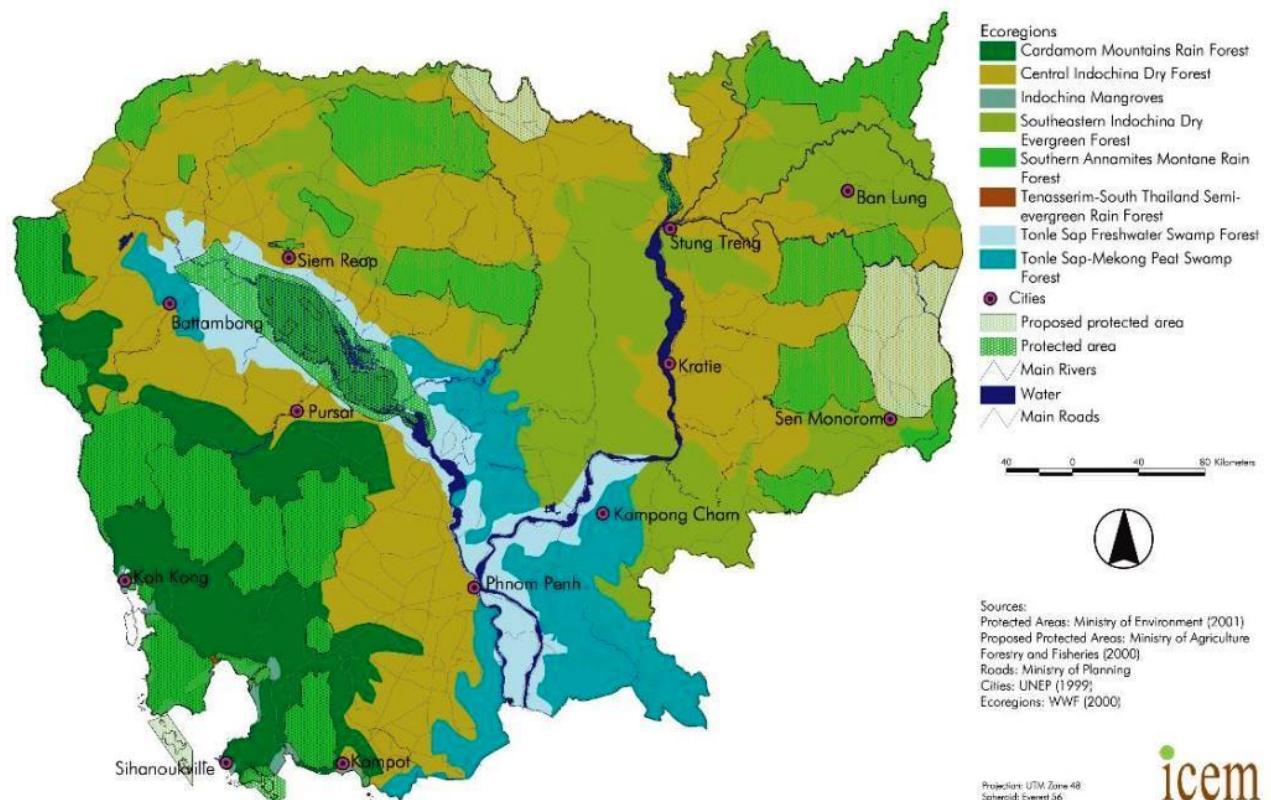 Ecoregions
Cardamom Mountains Rain Forest
Central Indochina Dry Forest
Indochina Mangroves
Southeastern Indochina Dry
Evergreen Forest
Southern Annamites Montane Rain
Forest
Tenasserim-South Thailand Semi-
evergreen Rain Forest
Tonle Sap Freshwater Swamp Forest
Tonle Sap-Mekong Peat Swamp
Forest
Cities
Proposed protected area
Protected area
Main Rivers
Water
Main Roads
40 0 40 80 Kilometers
Ban Lung
Stung Treng
Siem Reap
Battambang
Kratie
Pursat
Sen Monorom
Kampong Cham
Koh Kong
Phnom Penh
Sihanoukville
Kampot
Sources:
Protected Areas: Ministry of Environment (2001)
Proposed Protected Areas: Ministry of Agriculture
Forestry and Fisheries (2000)
Roads: Ministry of Planning
Cities: UNEP (1999)
Ecoregions: WWF (2000)
Projection: UTM Zone 48
Spheroid: Everest 56
icem